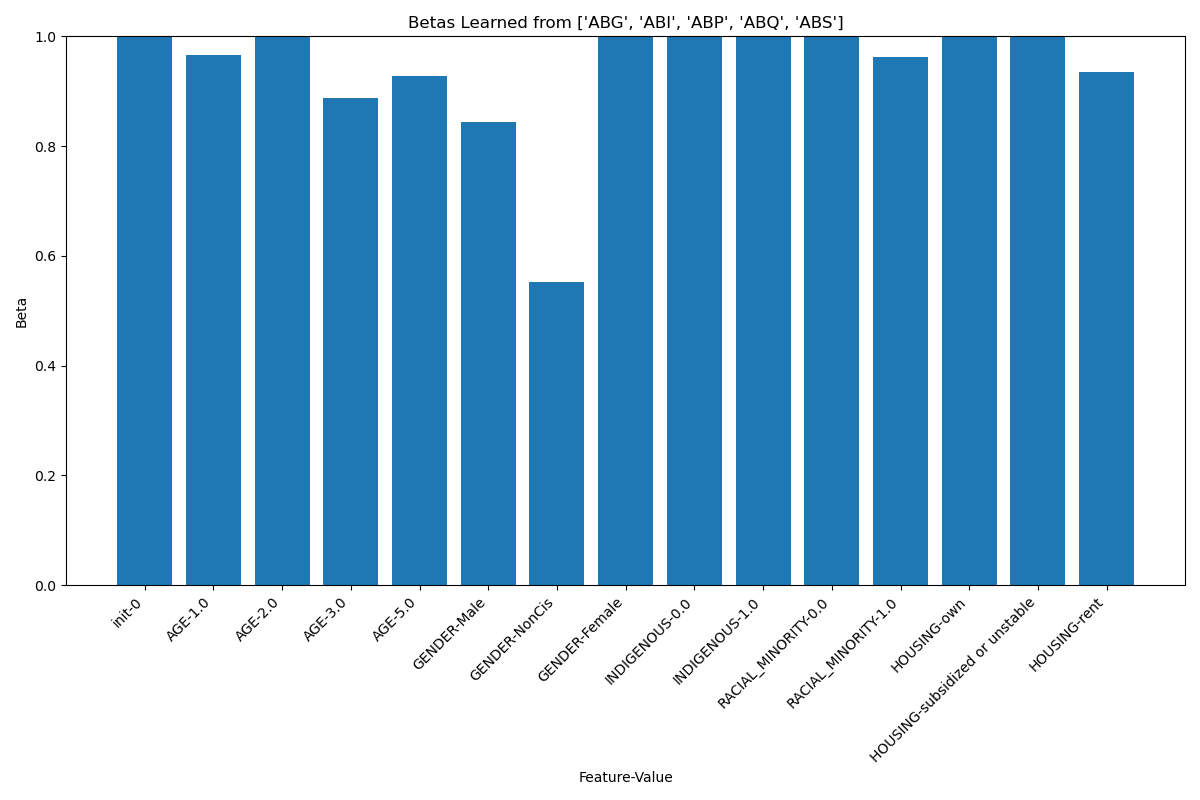 Betas Learned from ['ABG', 'ABI', 'ABP', 'ABQ', 'ABS']
Beta
1.0
0.8
0.6
0.4
0.2
0.0
init-0
AGE-1.0
AGE-2.0
AGE-3.0
AGE-5.0
GENDER-Male
GENDER-NonCis
GENDER-Female
INDIGENOUS-0.0
INDIGENOUS-1.0
RACIAL_MINORITY-0.0
RACIAL_MINORITY-1.0
HOUSING-own
HOUSING-subsidized or unstable
HOUSING-rent
Feature-Value